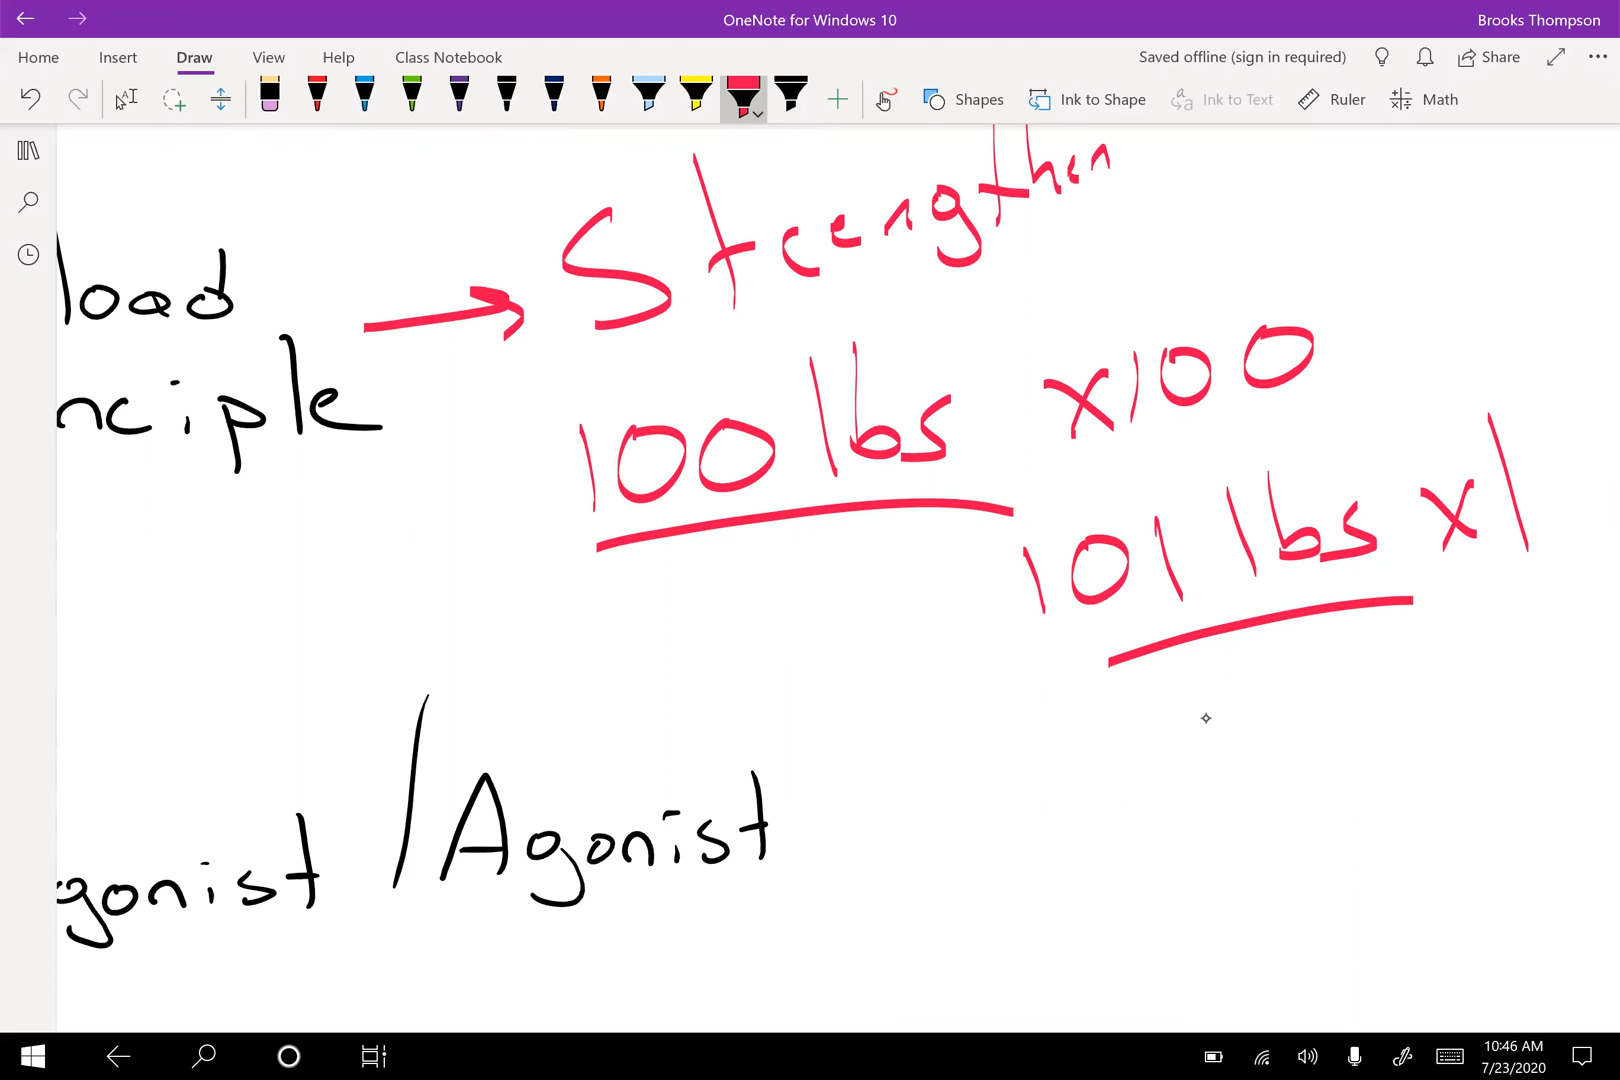 OneNote for Windows 10
Brooks Thompson
Home Insert Draw View Help Class Notebook
Saved offline (sign in required) Share
Shapes Ink to Shape Ink to Text Ruler Math
Strengthen
load
nciple
100 lbs x100
101 lbs x1
gonist / Agonist
10:46 AM
7/23/2020